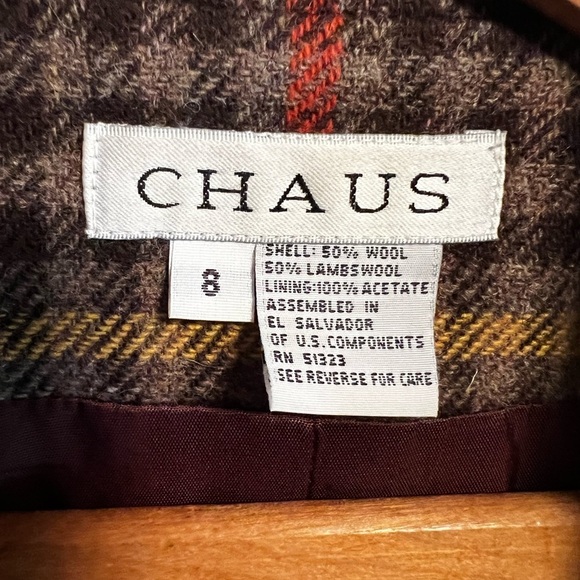 CHAUS
8
SHELL: 50% WOOL
50% LAMBSWOOL
LINING:100% ACETATE
ASSEMBLED IN
EL SALVADOR
OF U.S.COMPONENTS
RN 51323
SEE REVERSE FOR CARE